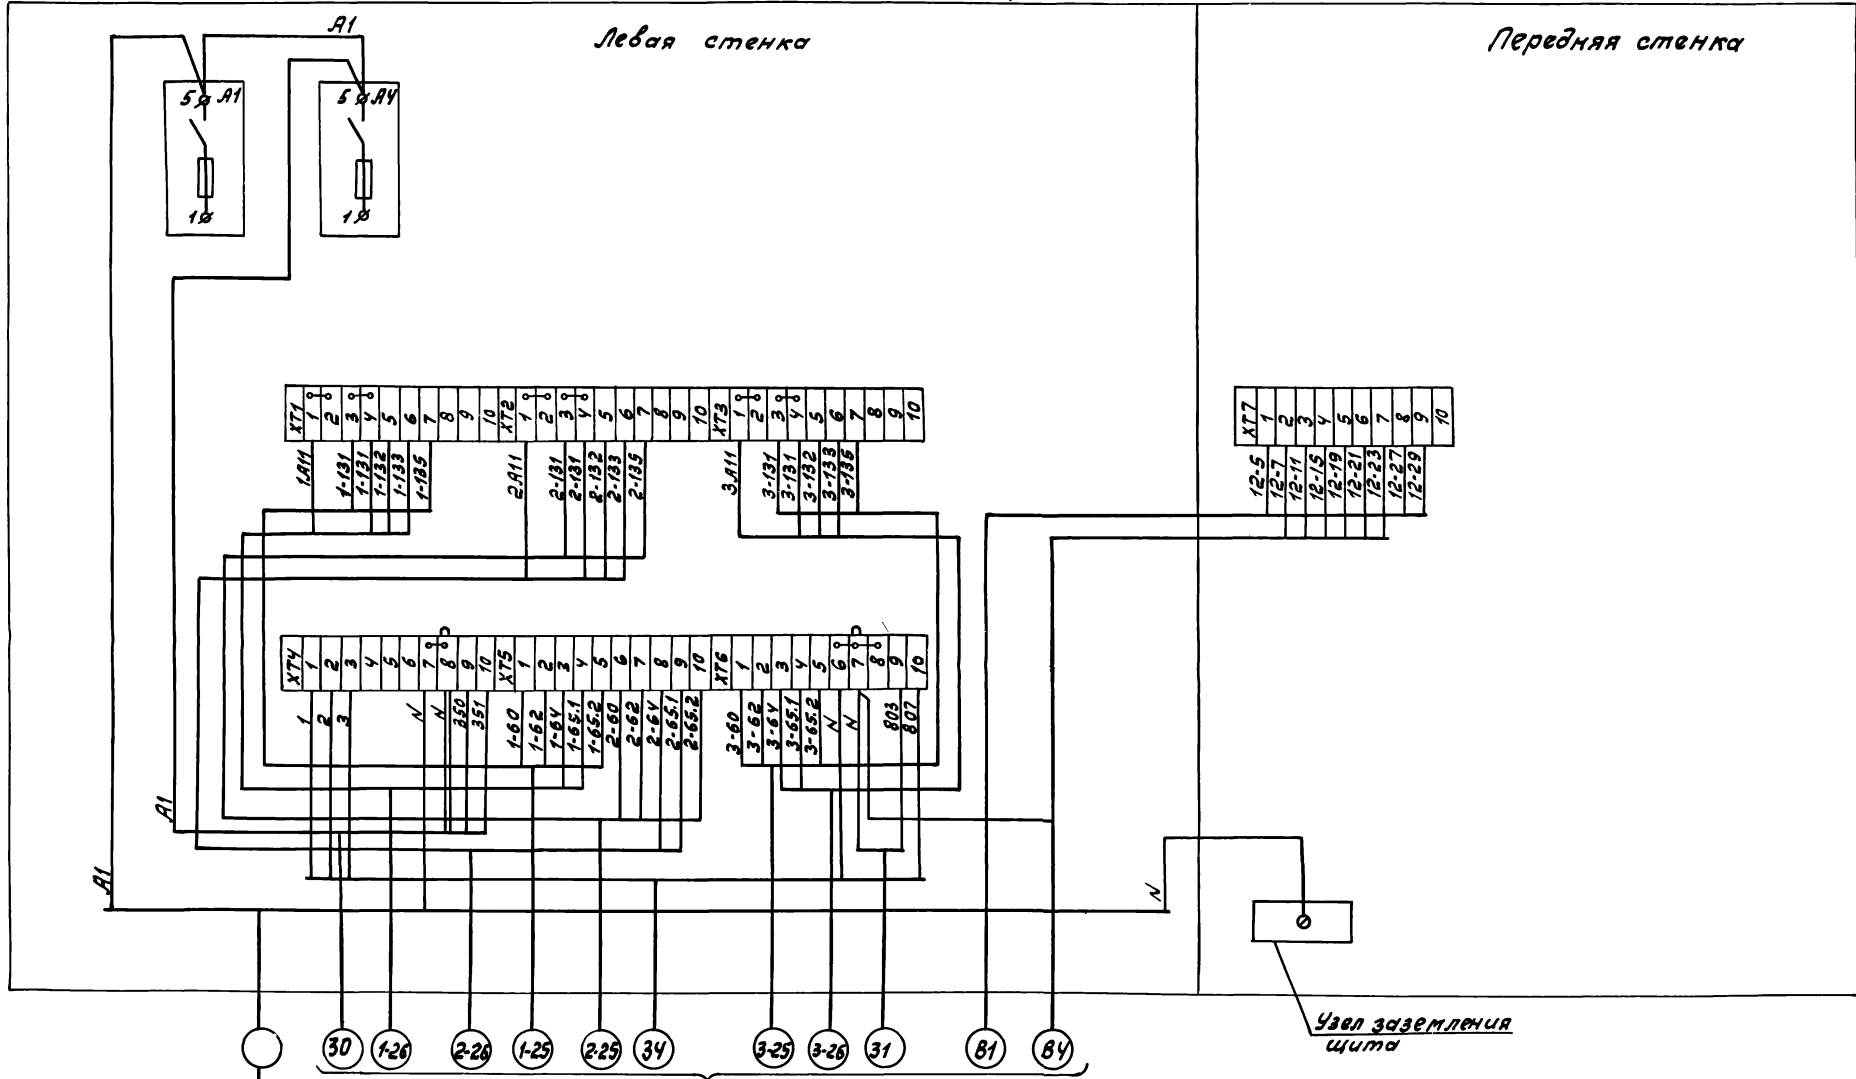 Левая стенка
Передняя стенка
А1
5 А1
5 А4
1
1
ХТ1 1 2 3 4 5 6 7 8 9 10 ХТ2 1 2 3 4 5 6 7 8 9 10 ХТ3 1 2 3 4 5 6 7 8 9 10
ХТ7 1 2 3 4 5 6 7 8 9 10
1А11 1-131 1-131 1-132 1-133 1-135 2А11 2-131 2-131 2-132 2-133 2-135 3А11 3-131 3-131 3-132 3-133 3-135
12-5 12-7 12-11 12-15 12-19 12-21 12-23 12-27 12-29
ХТ4 1 2 3 4 5 6 7 8 9 10 ХТ5 1 2 3 4 5 6 7 8 9 10 ХТ6 1 2 3 4 5 6 7 8 9 10
1 2 3 N N 350 351 1-60 1-62 1-64 1-65.1 1-65.2 2-60 2-62 2-64 2-65.1 2-65.2 3-60 3-62 3-64 3-65.1 3-65.2 N N 803 807
А1
А1
N
Узел заземления
щита
30 1-26 2-26 1-25 2-25 34 3-25 3-26 31 В1 В4